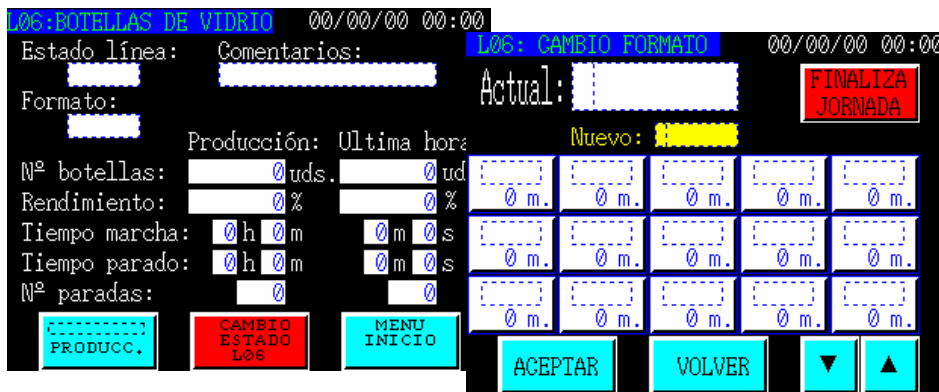 L06:BOTELLAS DE VIDRIO 00/00/00 00:00
Estado línea: Comentarios:
Formato:
Producción: Ultima hora
Nº botellas: 0 uds. 0 ud
Rendimiento: 0 % 0 %
Tiempo marcha: 0 h 0 m 0 m 0 s
Tiempo parado: 0 h 0 m 0 m 0 s
Nº paradas: 0 0
PRODUCC.
CAMBIO
ESTADO
L06
MENU
INICIO
L06: CAMBIO FORMATO 00/00/00 00:00
Actual:
FINALIZA
JORNADA
Nuevo:
0 m. 0 m. 0 m. 0 m. 0 m.
0 m. 0 m. 0 m. 0 m. 0 m.
0 m. 0 m. 0 m. 0 m. 0 m.
ACEPTAR VOLVER ▼ ▲